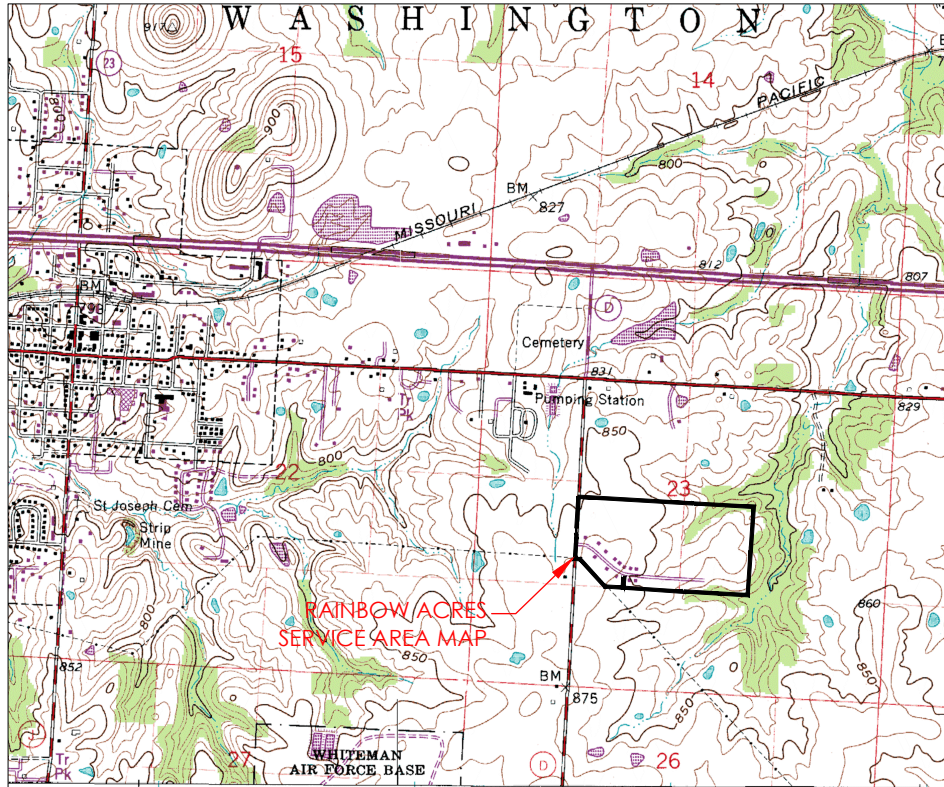 WASHINGTON
917
15
14
23
B
7
800
900
PACIFIC
800
BM
827
MISSOURI
812
807
BM
798
D
Cemetery
831
Pumping Station
Tr
Pk
829
850
800
22
23
St Joseph Cem
Strip
Mine
RAINBOW ACRES
SERVICE AREA MAP
860
800
850
850
852
BM
875
850
WHITEMAN
AIR FORCE BASE
27
26
D
Tr
Pk